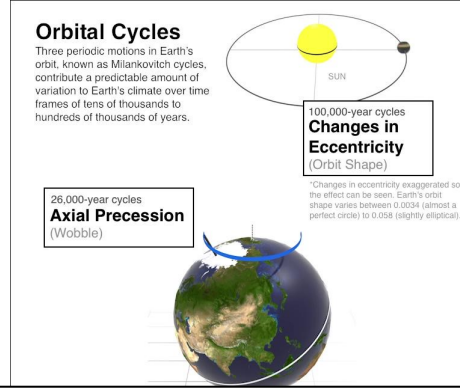 Orbital Cycles
Three periodic motions in Earth's
orbit, known as Milankovitch cycles,
contribute a predictable amount of
variation to Earth's climate over time
frames of tens of thousands to
hundreds of thousands of years.
SUN
100,000-year cycles
Changes in
Eccentricity
(Orbit Shape)
*Changes in eccentricity exaggerated so
the effect can be seen. Earth's orbit
shape varies between 0.0034 (almost a
perfect circle) to 0.058 (slightly elliptical).
26,000-year cycles
Axial Precession
(Wobble)